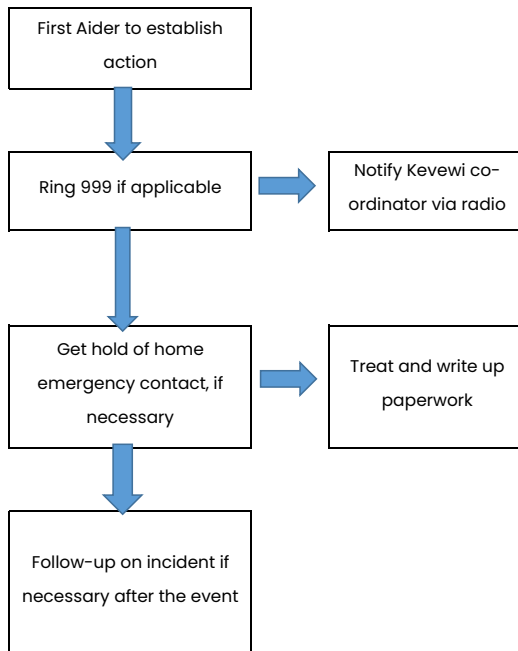 First Aider to establish
action
Ring 999 if applicable
Notify Kevewi co-
ordinator via radio
Get hold of home
emergency contact, if
necessary
Treat and write up
paperwork
Follow-up on incident if
necessary after the event